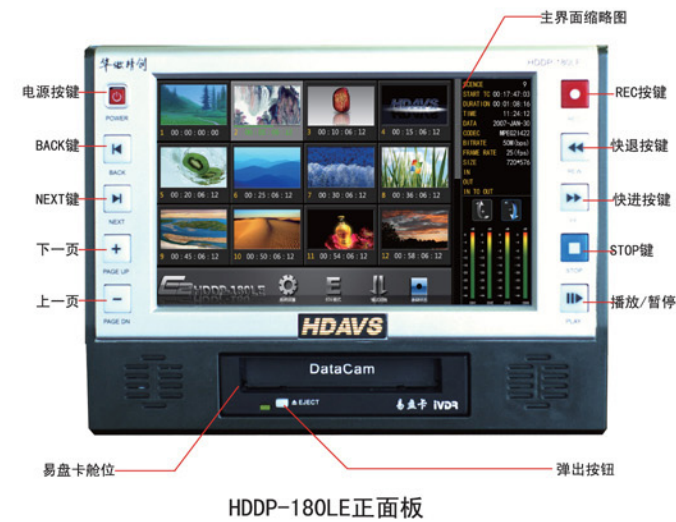 主界面缩略图
华业精创
HDDP-180LE
电源按键
POWER
BACK键
BACK
NEXT键
NEXT
下一页
PAGE UP
上一页
PAGE DN
1 00:00:00:00
3 00:10:06:12
4 00:15:06:12
HDAVS
5 00:20:06:12
6 00:25:06:12
7 00:30:06:12
8 00:36:06:12
9 00:45:06:12
10 00:50:06:12
11 00:54:06:12
12 00:58:06:12
HDDP-180LE
SCENCE 9
START TC 00:17:47:03
DURATION 00:01:08:16
TIME 11:24:12
DATA 2007-JAN-30
CODEC MPEG1422
BITRATE 50M(bps)
FRAME RATE 25(fps)
SIZE 720*576
IN
OUT
IN TO OUT
REC按键
快退按键
快进按键
STOP键
STOP
播放/暂停
PLAY
HDAVS
DataCam
EJECT
易盘卡 iVDR
易盘卡舱位
弹出按钮
HDDP-180LE正面板